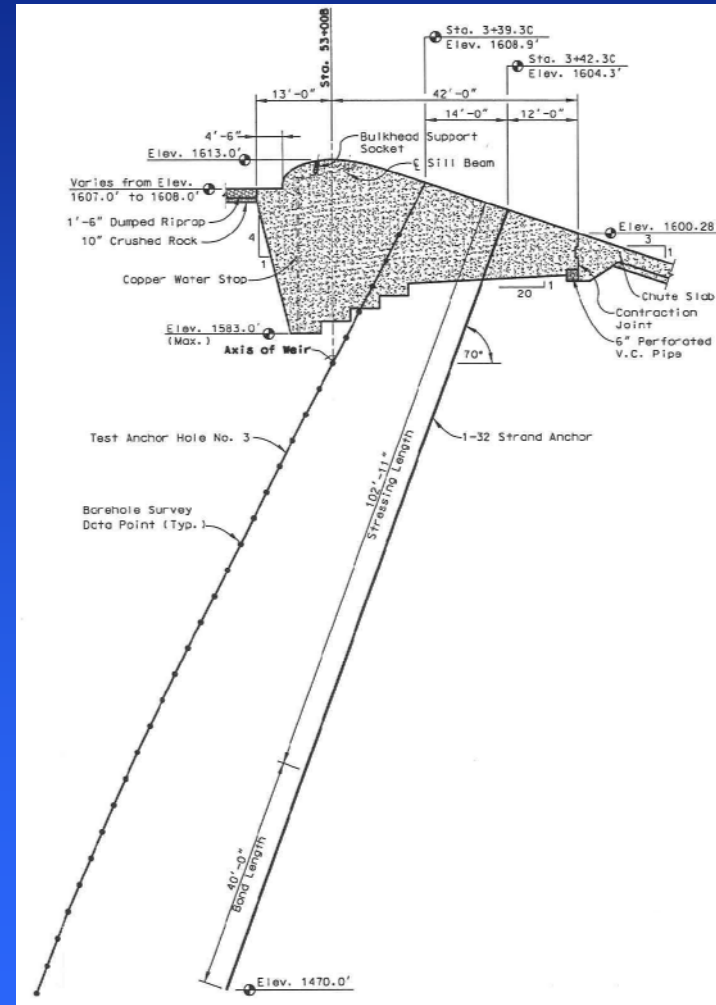 Sta. 53+00B
Sta. 3+39.3C
Elev. 1608.9'
Sta. 3+42.3C
Elev. 1604.3'
13'-0"
42'-0"
14'-0"
12'-0"
4'-6"
Bulkhead Support
Socket
Elev. 1613.0'
℄ Sill Beam
Varies from Elev.
1607.0' to 1608.0'
Elev. 1600.28
1'-6" Dumped Riprap
10" Crushed Rock
4
1
3
1
Copper Water Stop
20
1
Chute Slab
Contraction
Joint
6" Perforated
V.C. Pipe
Elev. 1583.0'
(Max.)
Axis of Weir
70°
Test Anchor Hole No. 3
1-32 Strand Anchor
102'-11"
Stressing Length
Borehole Survey
Data Point (Typ.)
40'-0"
Bond Length
Elev. 1470.0'